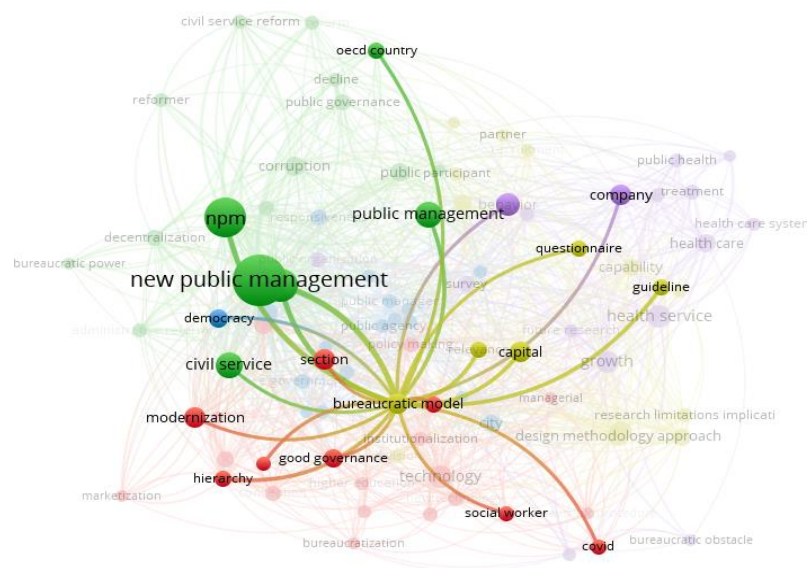 civil service reform
oecd country
decline
reformer
public governance
partner
corruption
public participant
public health
behavior
company
treatment
npm
public management
responsiveness
health care system
decentralization
questionnaire
health care
bureaucratic power
new public management
survey
capability
guideline
public manager
democracy
public agency
health service
future research
policy making
section
relevance
capital
civil service
growth
bureaucratic model
managerial
modernization
city
research limitations implicati
institutionalization
design methodology approach
good governance
hierarchy
technology
higher education
marketization
social worker
bureaucratization
covid
bureaucratic obstacle